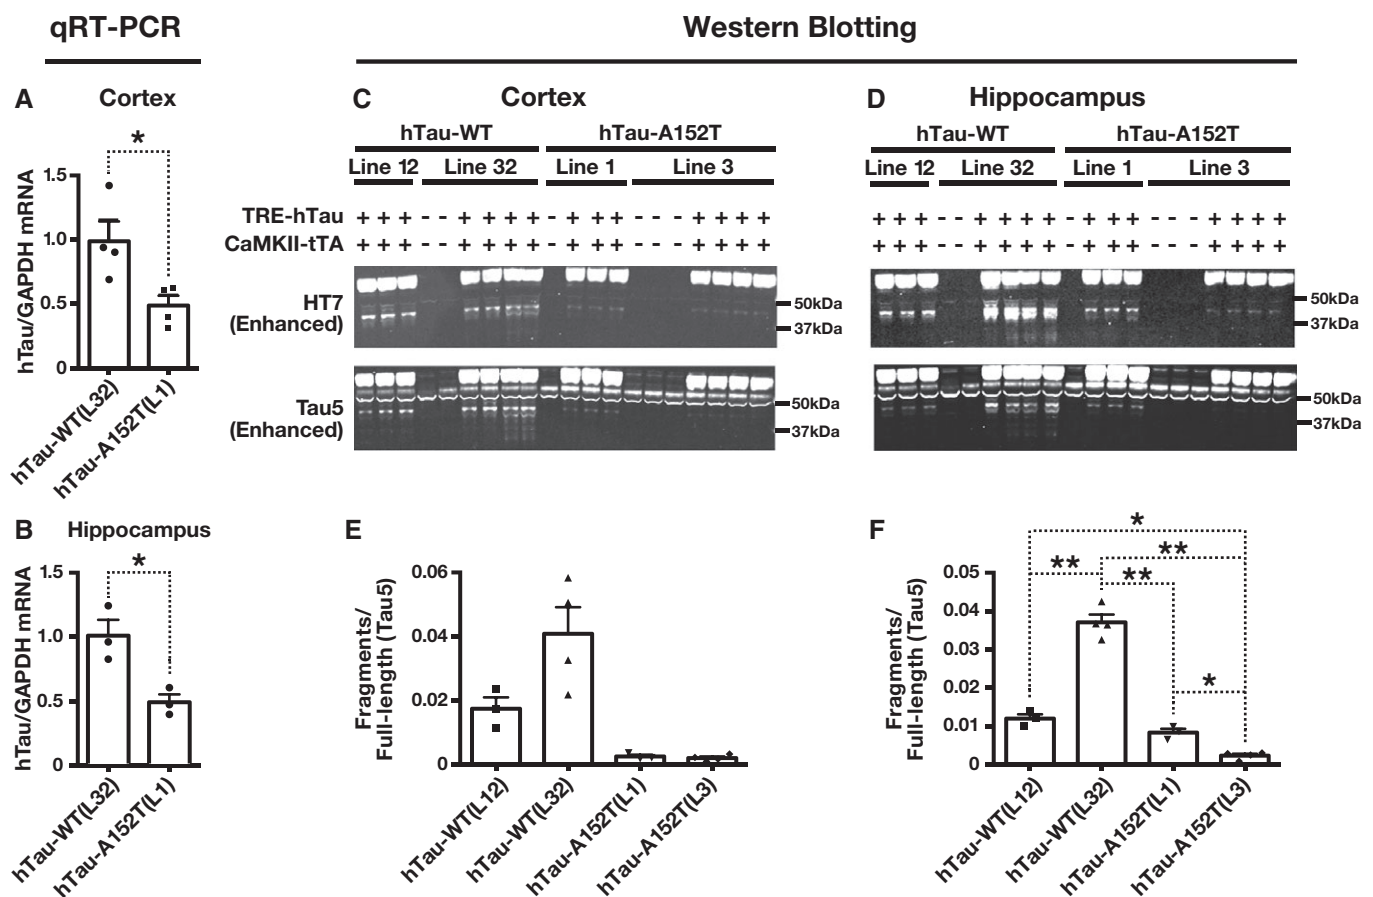 qRT-PCR
Western Blotting
A
Cortex
*
hTau/GAPDH mRNA
1.5
1.0
0.5
0
hTau-WT(L32)
hTau-A152T(L1)
C
Cortex
hTau-WT
hTau-A152T
Line 12
Line 32
Line 1
Line 3
TRE-hTau
+ + + - - + + + + - + + + - - - + + + +
CaMKII-tTA
+ + + - - + + + + - + + + - - - + + + +
HT7
(Enhanced)
50kDa
37kDa
Tau5
(Enhanced)
50kDa
37kDa
D
Hippocampus
hTau-WT
hTau-A152T
Line 12
Line 32
Line 1
Line 3
+ + + - - + + + + - + + + - - - + + + +
+ + + - - + + + + - + + + - - - + + + +
50kDa
37kDa
50kDa
37kDa
B
Hippocampus
*
hTau/GAPDH mRNA
1.5
1.0
0.5
0
hTau-WT(L32)
hTau-A152T(L1)
E
Fragments/
Full-length (Tau5)
0.06
0.04
0.02
0
hTau-WT(L12)
hTau-WT(L32)
hTau-A152T(L1)
hTau-A152T(L3)
F
*
**
**
**
*
Fragments/
Full-length (Tau5)
0.05
0.04
0.03
0.02
0.01
0
hTau-WT(L12)
hTau-WT(L32)
hTau-A152T(L1)
hTau-A152T(L3)